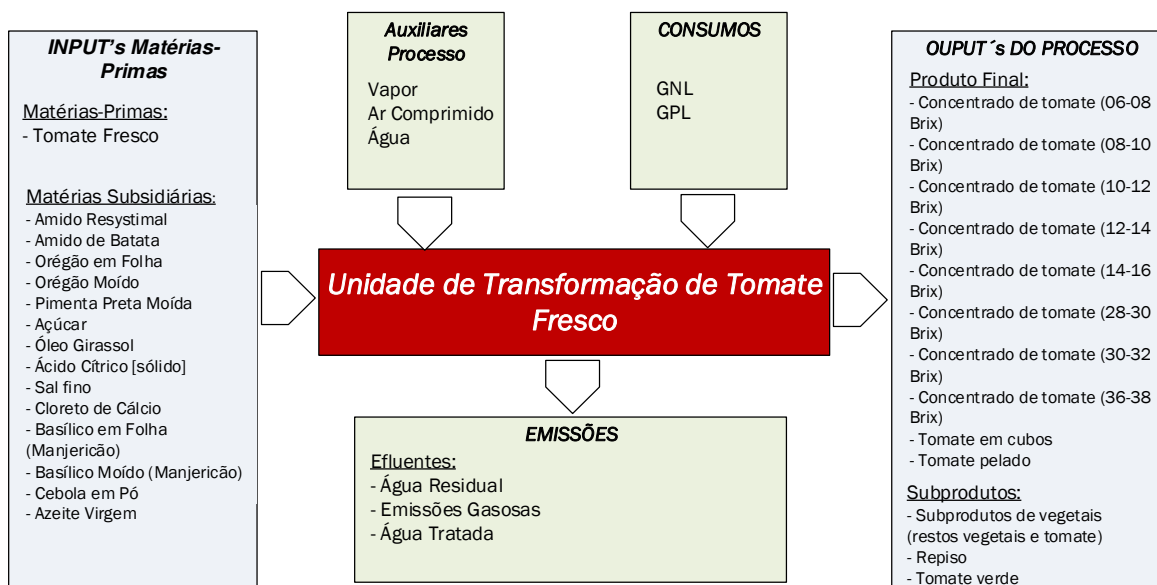 INPUT's Matérias-
Primas
Matérias-Primas:
- Tomate Fresco
Matérias Subsidiárias:
- Amido Resystimal
- Amido de Batata
- Orégão em Folha
- Orégão Moído
- Pimenta Preta Moída
- Açúcar
- Óleo Girassol
- Ácido Cítrico [sólido]
- Sal fino
- Cloreto de Cálcio
- Basílico em Folha
(Manjericão)
- Basílico Moído (Manjericão)
- Cebola em Pó
- Azeite Virgem
Auxiliares
Processo
Vapor
Ar Comprimido
Água
CONSUMOS
GNL
GPL
Unidade de Transformação de Tomate
Fresco
EMISSÕES
Efluentes:
- Água Residual
- Emissões Gasosas
- Água Tratada
OUPUT´s DO PROCESSO
Produto Final:
- Concentrado de tomate (06-08
Brix)
- Concentrado de tomate (08-10
Brix)
- Concentrado de tomate (10-12
Brix)
- Concentrado de tomate (12-14
Brix)
- Concentrado de tomate (14-16
Brix)
- Concentrado de tomate (28-30
Brix)
- Concentrado de tomate (30-32
Brix)
- Concentrado de tomate (36-38
Brix)
- Tomate em cubos
- Tomate pelado
Subprodutos:
- Subprodutos de vegetais
(restos vegetais e tomate)
- Repiso
- Tomate verde